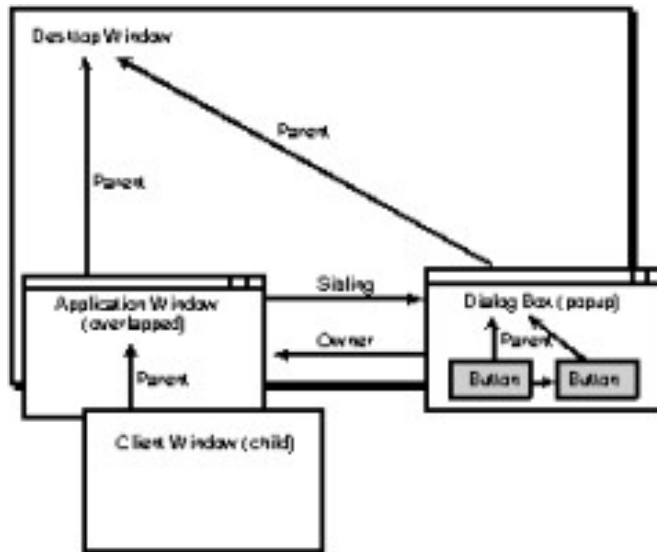 Desktop Window
Parent
Parent
Application Window
(overlapped)
Sibling
Dialog Box (popup)
Owner
Parent
Parent
Button
Button
Client Window (child)